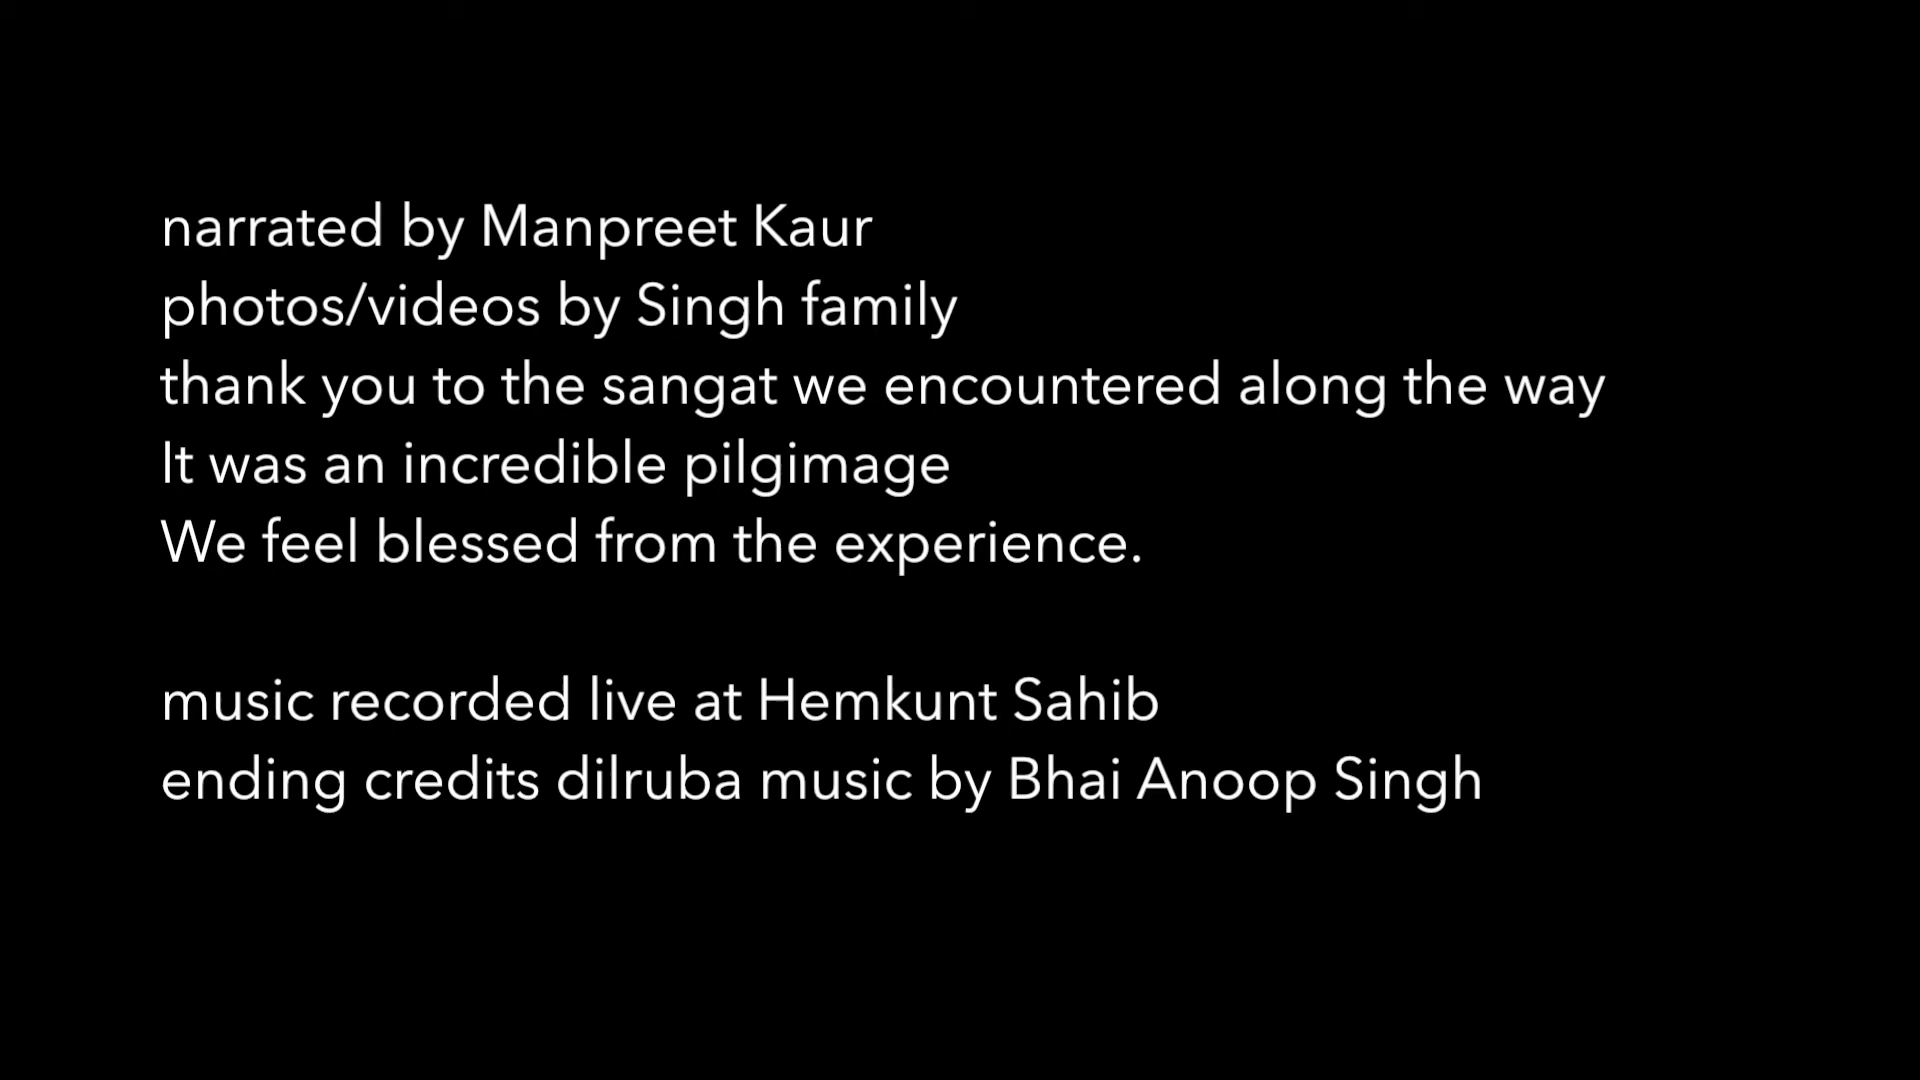 narrated by Manpreet Kaur
photos/videos by Singh family
thank you to the sangat we encountered along the way
It was an incredible pilgimage
We feel blessed from the experience.
music recorded live at Hemkunt Sahib
ending credits dilruba music by Bhai Anoop Singh